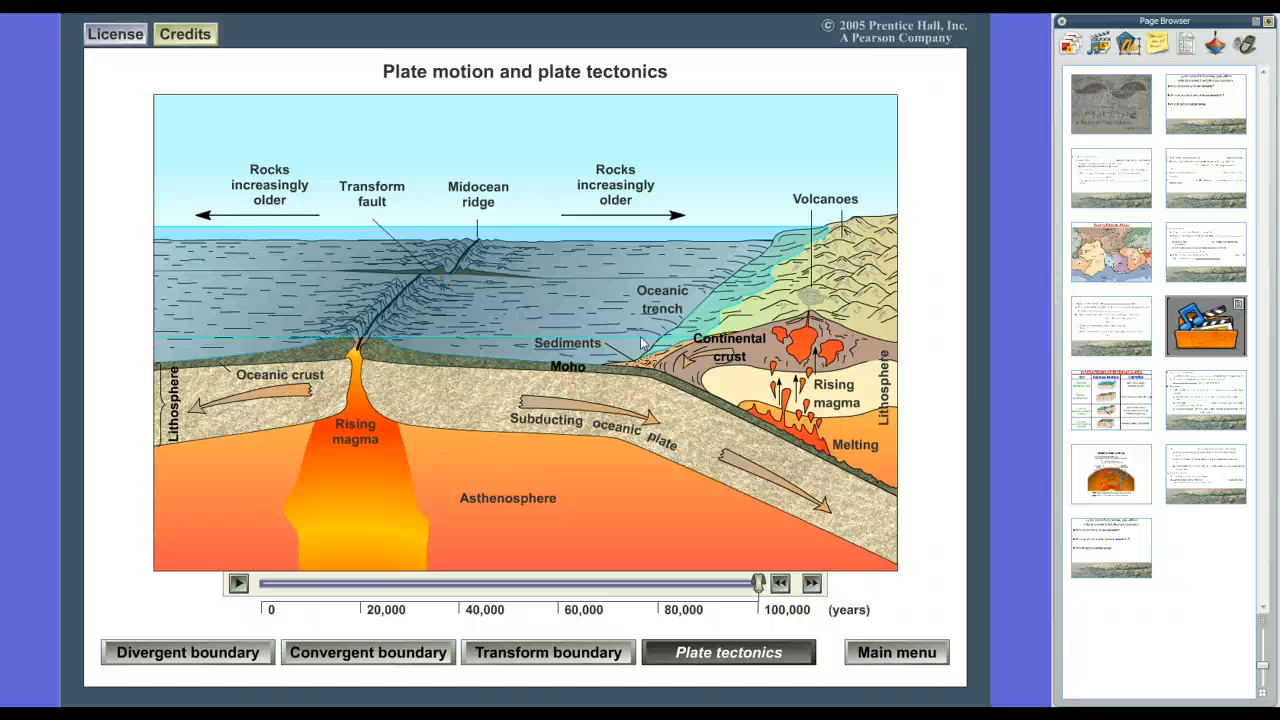 License
Credits
© 2005 Prentice Hall, Inc.
A Pearson Company
Page Browser
Plate motion and plate tectonics
Rocks
increasingly
older
Transform
fault
Midocean
ridge
Rocks
increasingly
older
Volcanoes
Oceanic
trench
Sediments
Continental
crust
Moho
Lithosphere
Oceanic crust
Rising
magma
subducting oceanic plate
Rising
magma
Lithosphere
Melting
Asthenosphere
0
20,000
40,000
60,000
80,000
100,000
(years)
Divergent boundary
Convergent boundary
Transform boundary
Plate tectonics
Main menu